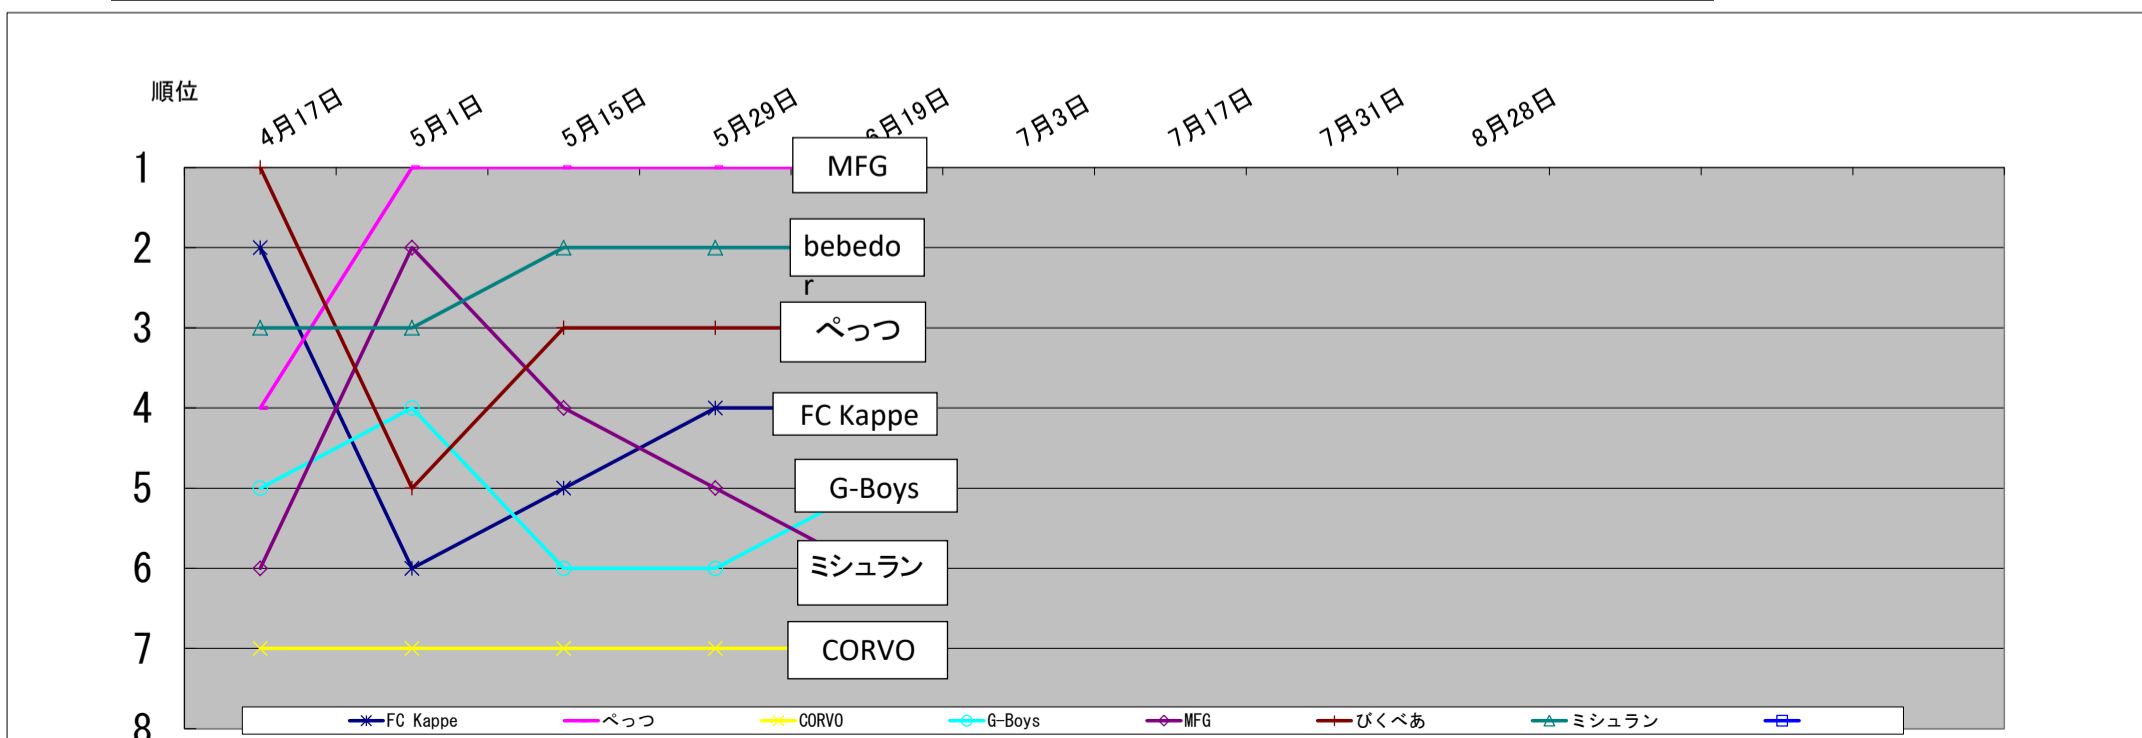 順位
4月17日 5月1日 5月15日 5月29日 6月19日 7月3日 7月17日 7月31日 8月28日
1
MFG
2
bebedo
r
3
ぺっつ
4
FC Kappe
5
G-Boys
6
ミシュラン
7
CORVO
8
FC Kappe ぺっつ CORVO G-Boys MFG びくべあ ミシュラン